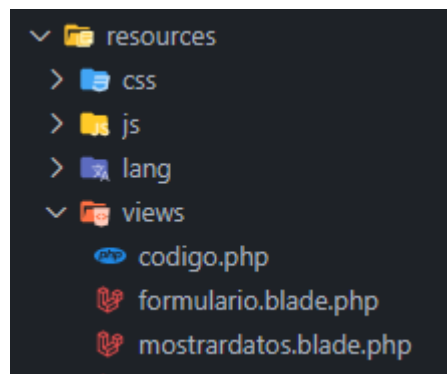 resources
css
js
lang
views
codigo.php
formulario.blade.php
mostrardatos.blade.php